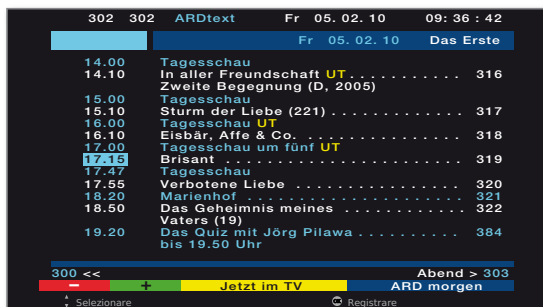 302 302 ARDtext Fr 05. 02. 10 09: 36 : 42
Fr 05. 02. 10 Das Erste
14.00 Tagesschau
14.10 In aller Freundschaft UT . . . . . . . . . . . 316
Zweite Begegnung (D, 2005)
15.00 Tagesschau
15.10 Sturm der Liebe (221) . . . . . . . . . . . . . 317
16.00 Tagesschau UT
16.10 Eisbär, Affe & Co. . . . . . . . . . . . . . . . . 318
17.00 Tagesschau um fünf UT
17.15 Brisant . . . . . . . . . . . . . . . . . . . . . . . 319
17.47 Tagesschau
17.55 Verbotene Liebe . . . . . . . . . . . . . . . . 320
18.20 Marienhof . . . . . . . . . . . . . . . . . . . . . 321
18.50 Das Geheimnis meines . . . . . . . . . . . . 322
Vaters (19)
19.20 Das Quiz mit Jörg Pilawa . . . . . . . . . . . 384
bis 19.50 Uhr
300 << Abend > 303
− + Jetzt im TV ARD morgen
Selezionare Registrare